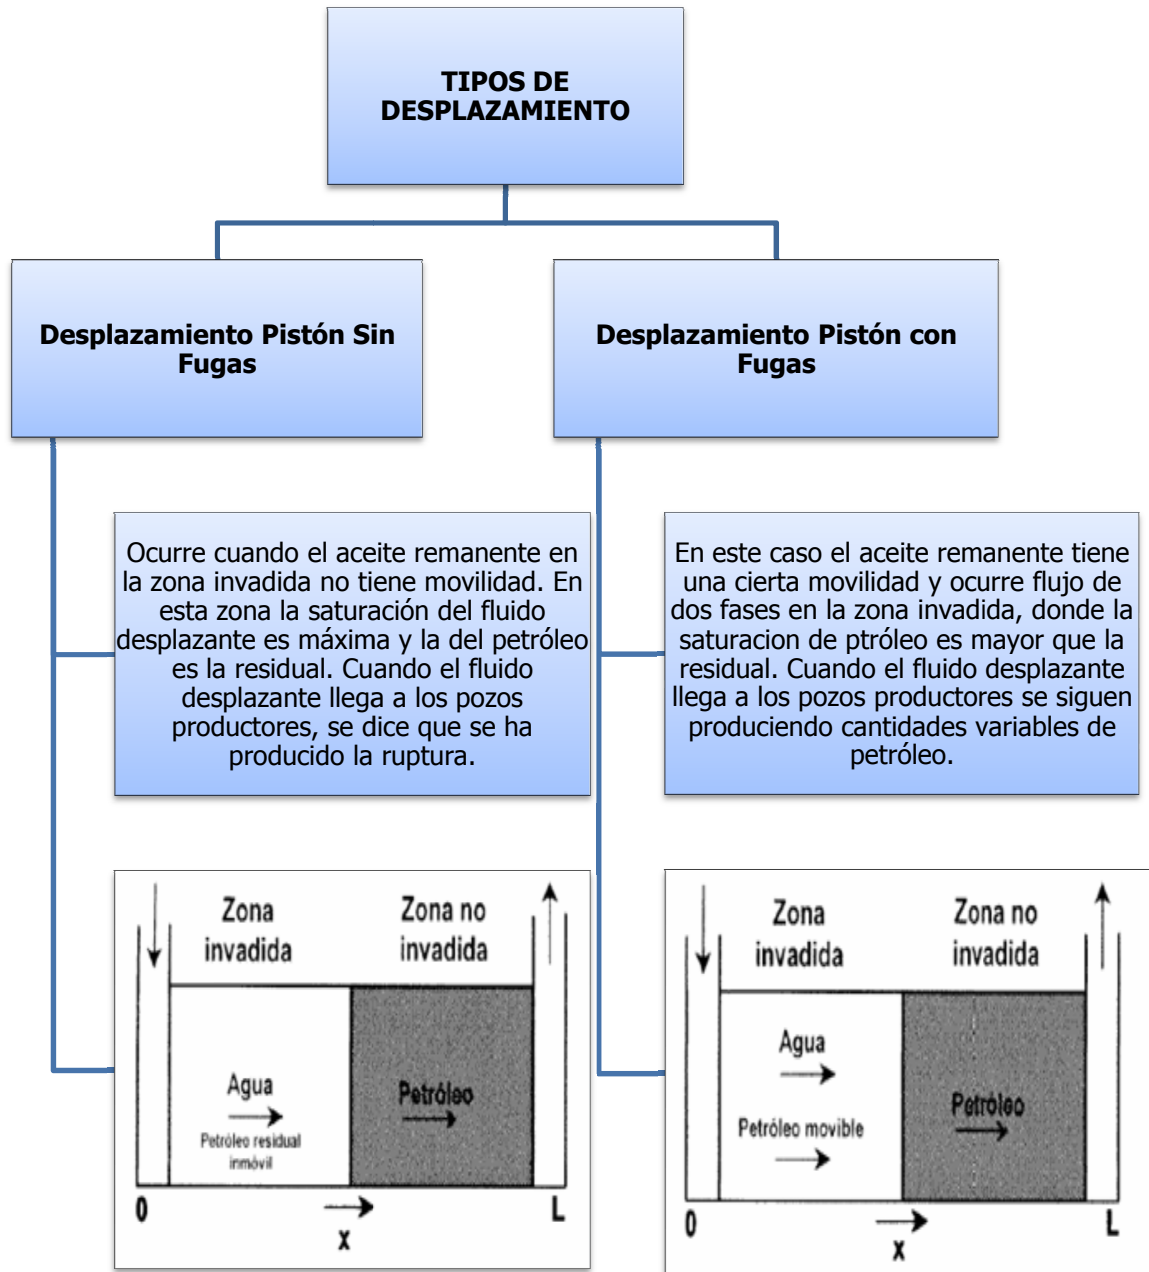 TIPOS DE
DESPLAZAMIENTO
Desplazamiento Pistón Sin
Fugas
Desplazamiento Pistón con
Fugas
Ocurre cuando el aceite remanente en
la zona invadida no tiene movilidad. En
esta zona la saturación del fluido
desplazante es máxima y la del petróleo
es la residual. Cuando el fluido
desplazante llega a los pozos
productores, se dice que se ha
producido la ruptura.
En este caso el aceite remanente tiene
una cierta movilidad y ocurre flujo de
dos fases en la zona invadida, donde la
saturacion de ptróleo es mayor que la
residual. Cuando el fluido desplazante
llega a los pozos productores se siguen
produciendo cantidades variables de
petróleo.
Zona
invadida
Zona no
invadida
Agua
Petróleo residual
inmóvil
Petróleo
0
x
L
Zona
invadida
Zona no
invadida
Agua
Petróleo movible
Petróleo
0
x
L